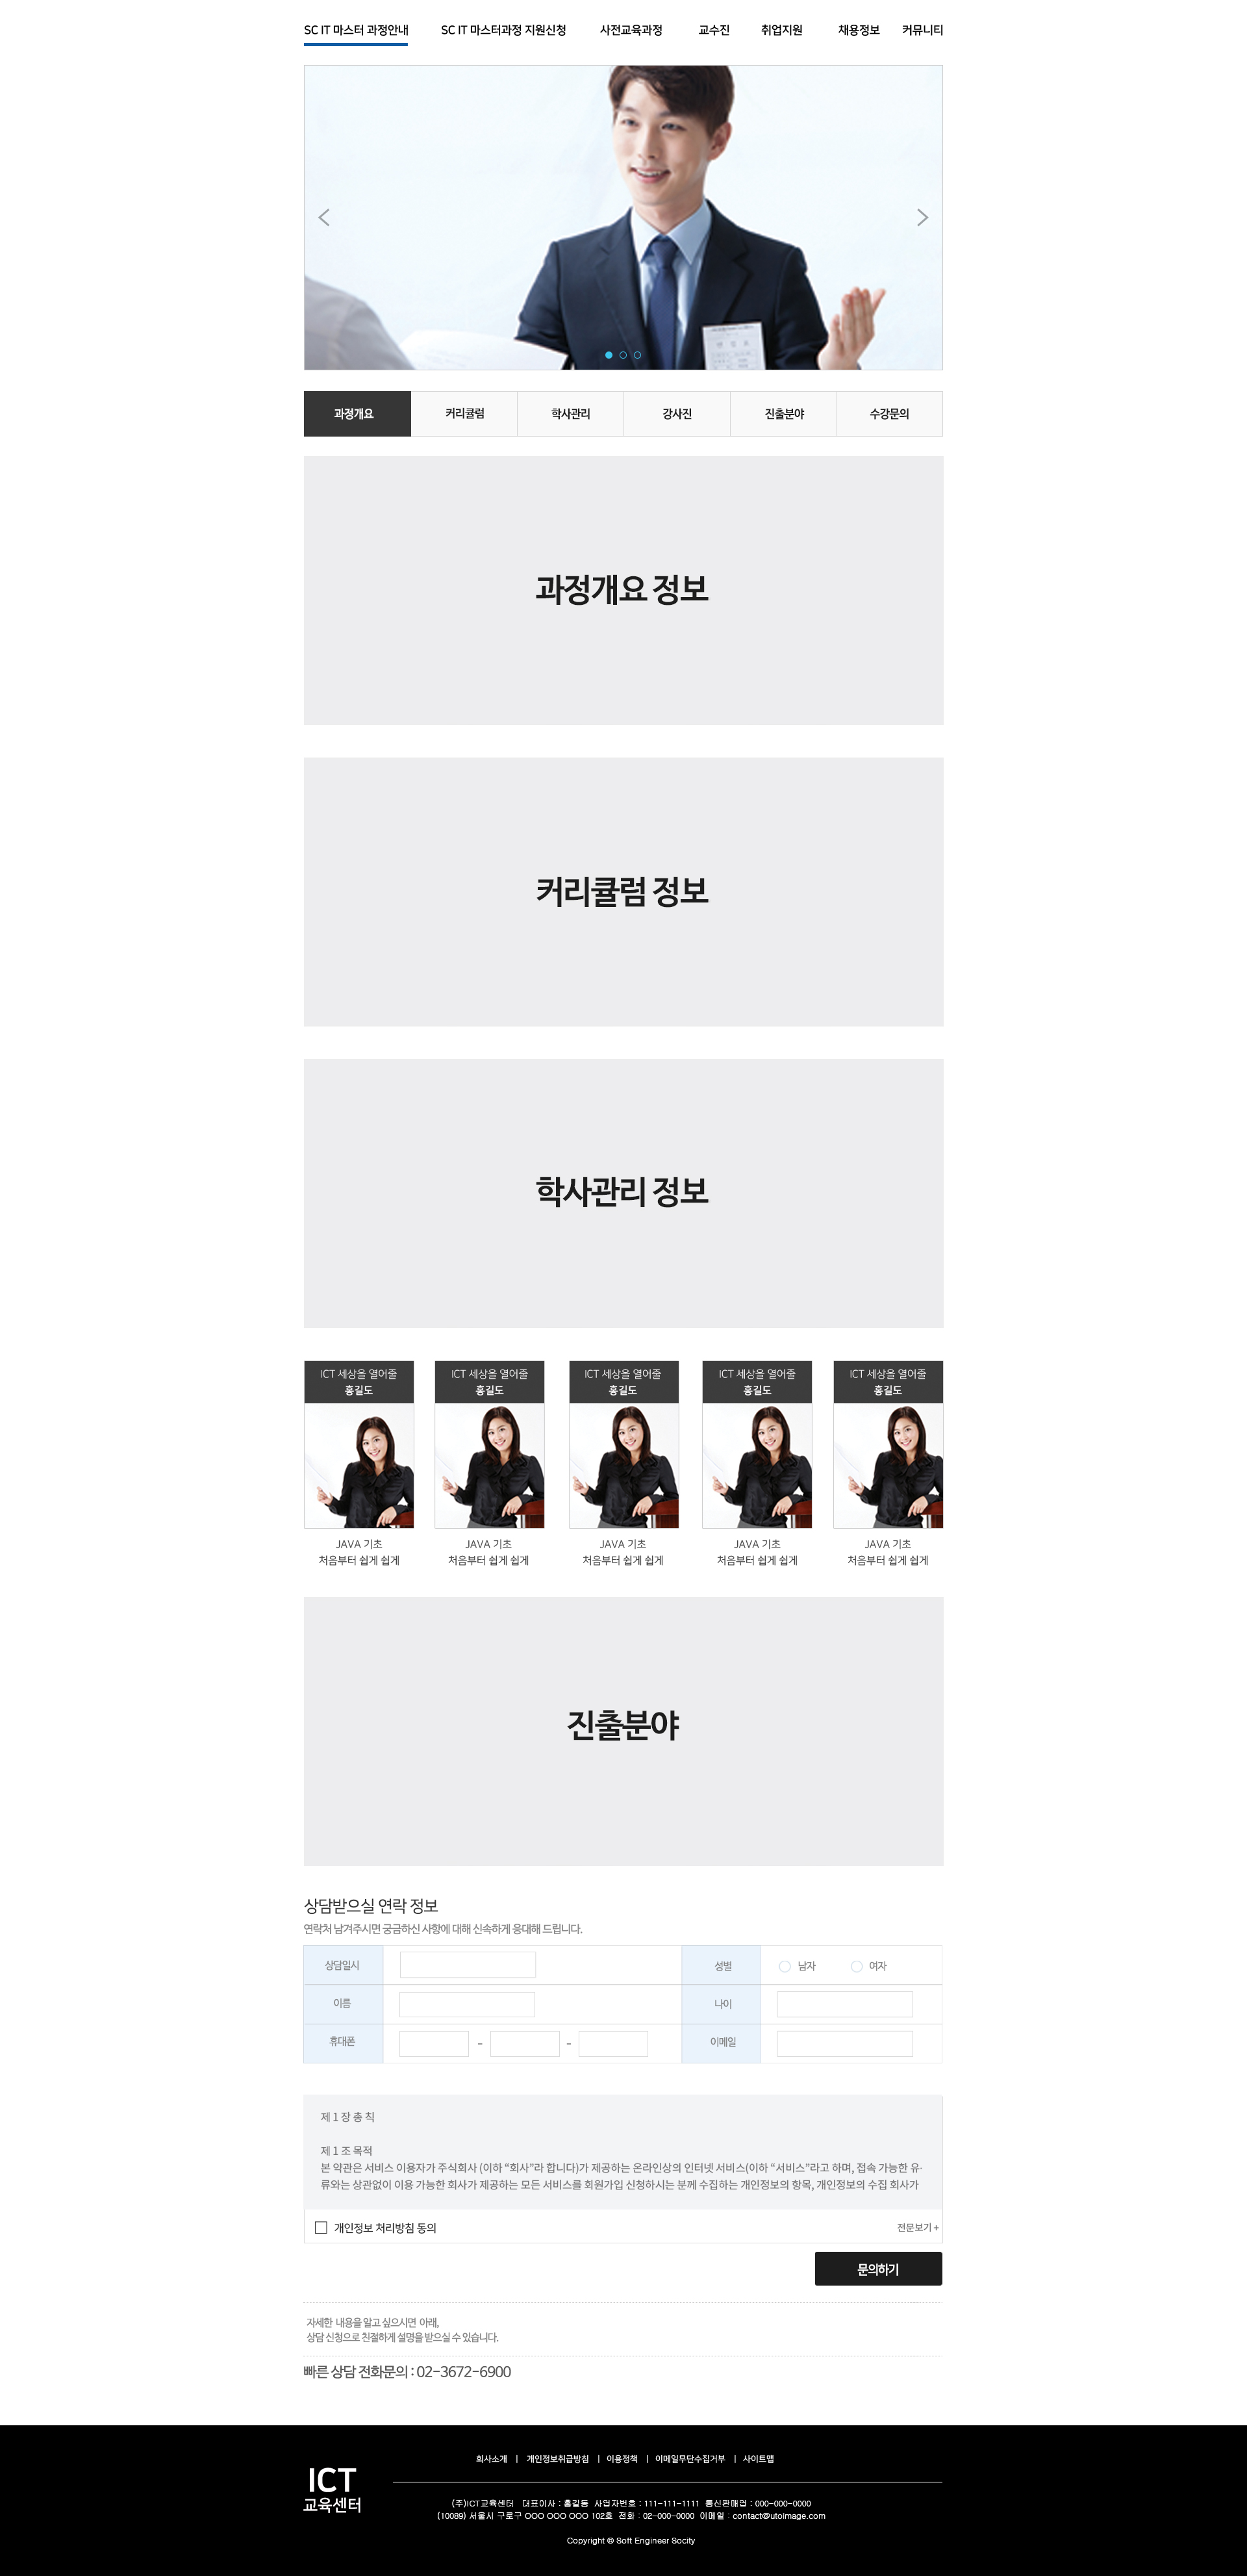 SC IT 마스터 과정안내 SC IT 마스터과정 지원신청 사전교육과정 교수진 취업지원 채용정보 커뮤니티
과정개요 커리큘럼 학사관리 강사진 진출분야 수강문의
과정개요 정보
커리큘럼 정보
학사관리 정보
ICT 세상을 열어줄 ICT 세상을 열어줄 ICT 세상을 열어줄 ICT 세상을 열어줄 ICT 세상을 열어줄
홍길도 홍길도 홍길도 홍길도 홍길도
JAVA 기초 JAVA 기초 JAVA 기초 JAVA 기초 JAVA 기초
처음부터 쉽게 쉽게 처음부터 쉽게 쉽게 처음부터 쉽게 쉽게 처음부터 쉽게 쉽게 처음부터 쉽게 쉽게
진출분야
상담받으실 연락 정보
연락처 남겨주시면 궁금하신 사항에 대해 신속하게 응대해 드립니다.
상담일시 성별 남자 여자
이름 나이
휴대폰 - - 이메일
제 1 장 총 칙
제 1 조 목적
본 약관은 서비스 이용자가 주식회사 (이하 “회사”라 합니다)가 제공하는 온라인상의 인터넷 서비스(이하 “서비스”라고 하며, 접속 가능한 유·
류와는 상관없이 이용 가능한 회사가 제공하는 모든 서비스를 회원가입 신청하시는 분께 수집하는 개인정보의 항목, 개인정보의 수집 회사가
개인정보 처리방침 동의 전문보기 +
문의하기
자세한 내용을 알고 싶으시면 아래,
상담 신청으로 친절하게 설명을 받으실 수 있습니다.
빠른 상담 전화문의 : 02-3672-6900
회사소개 | 개인정보취급방침 | 이용정책 | 이메일무단수집거부 | 사이트맵
ICT
교육센터
(주)ICT교육센터 대표이사 : 홍길동 사업자번호 : 111-111-1111 통신판매업 : 000-000-0000
(10089) 서울시 구로구 OOO OOO OOO 102호 전화 : 02-000-0000 이메일 : contact@utoimage.com
Copyright © Soft Engineer Socity